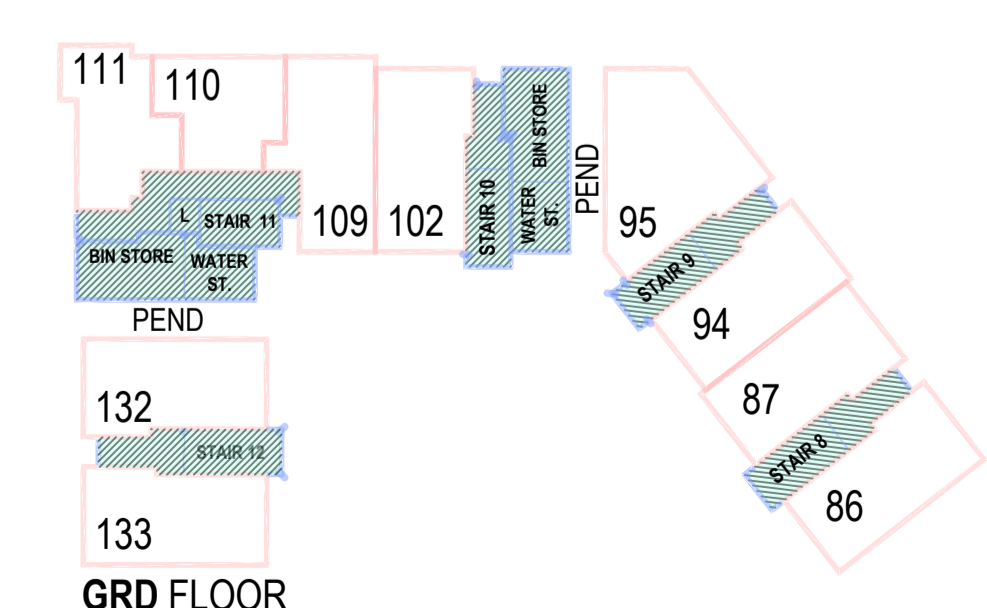 111
110
109
102
L
STAIR 11
BIN STORE
WATER
ST.
PEND
STAIR 10
BIN STORE
WATER
ST.
PEND
95
STAIR 9
94
87
STAIR 8
86
132
STAIR 12
133
GRD FLOOR